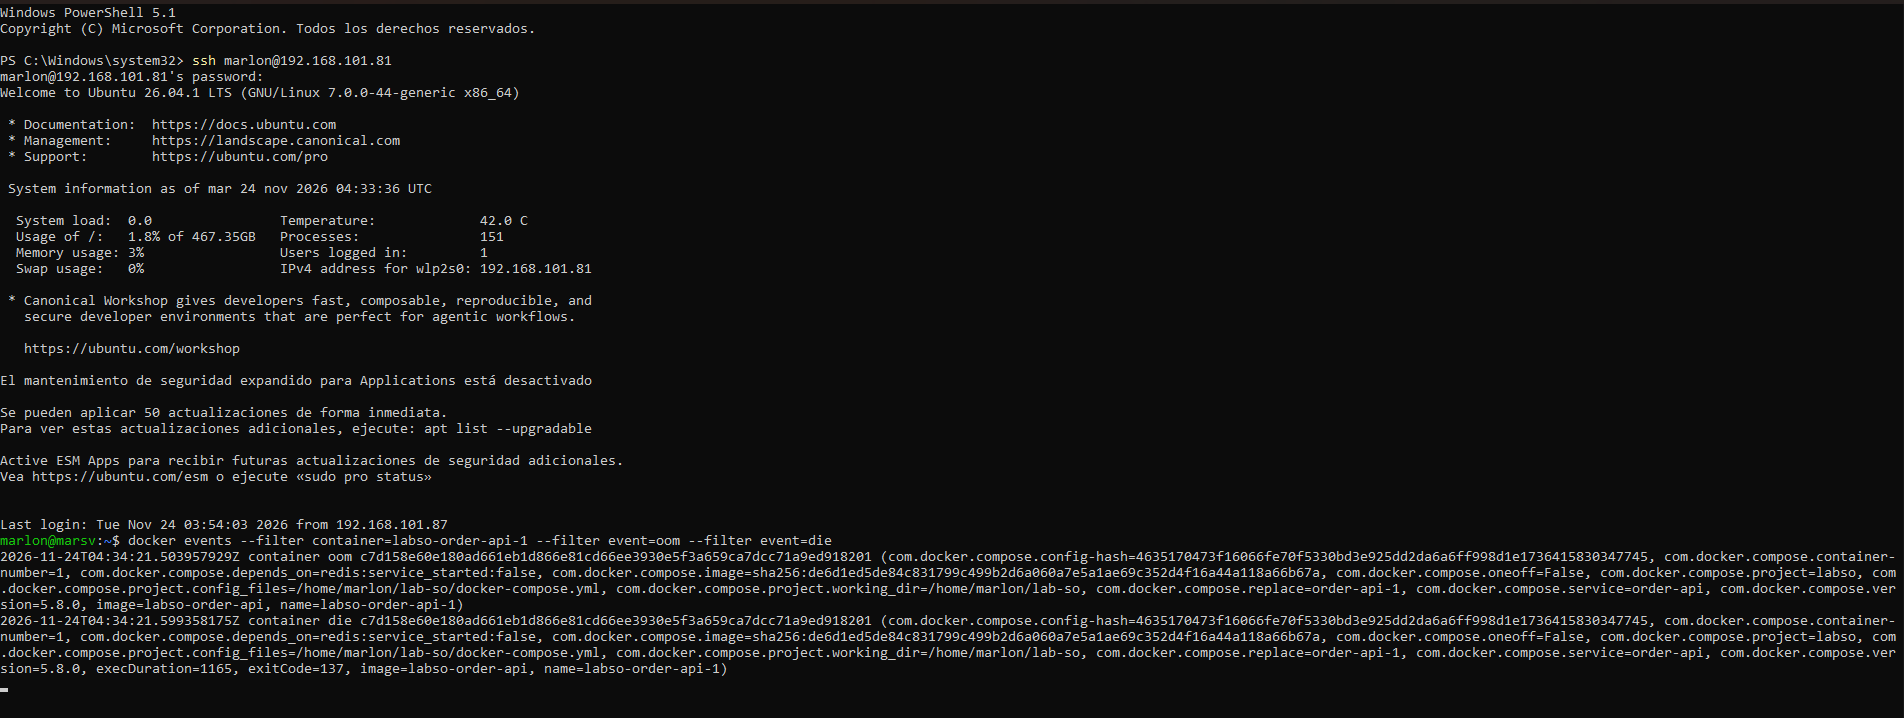 Windows PowerShell 5.1
Copyright (C) Microsoft Corporation. Todos los derechos reservados.
PS C:\Windows\system32> ssh marlon@192.168.101.81
marlon@192.168.101.81's password:
Welcome to Ubuntu 26.04.1 LTS (GNU/Linux 7.0.0-44-generic x86_64)
* Documentation:  https://docs.ubuntu.com
* Management:     https://landscape.canonical.com
* Support:        https://ubuntu.com/pro
System information as of mar 24 nov 2026 04:33:36 UTC
System load:  0.0                Temperature:             42.0 C
Usage of /:   1.8% of 467.35GB   Processes:               151
Memory usage: 3%                 Users logged in:         1
Swap usage:   0%                 IPv4 address for wlp2s0: 192.168.101.81
* Canonical Workshop gives developers fast, composable, reproducible, and
secure developer environments that are perfect for agentic workflows.
https://ubuntu.com/workshop
El mantenimiento de seguridad expandido para Applications está desactivado
Se pueden aplicar 50 actualizaciones de forma inmediata.
Para ver estas actualizaciones adicionales, ejecute: apt list --upgradable
Active ESM Apps para recibir futuras actualizaciones de seguridad adicionales.
Vea https://ubuntu.com/esm o ejecute «sudo pro status»
Last login: Tue Nov 24 03:54:03 2026 from 192.168.101.87
marlon@marsv:~$ docker events --filter container=labso-order-api-1 --filter event=oom --filter event=die
2026-11-24T04:34:21.503957929Z container oom c7d158e60e180ad661eb1d866e81cd66ee3930e5f3a659ca7dcc71a9ed918201 (com.docker.compose.config-hash=4635170473f16066fe70f5330bd3e925dd2da6a6ff998d1e1736415830347745, com.docker.compose.container-
number=1, com.docker.compose.depends_on=redis:service_started:false, com.docker.compose.image=sha256:de6d1ed5de84c831799c499b2d6a060a7e5a1ae69c352d4f16a44a118a66b67a, com.docker.compose.oneoff=False, com.docker.compose.project=labso, com
.docker.compose.project.config_files=/home/marlon/lab-so/docker-compose.yml, com.docker.compose.project.working_dir=/home/marlon/lab-so, com.docker.compose.replace=order-api-1, com.docker.compose.service=order-api, com.docker.compose.ver
sion=5.8.0, image=labso-order-api, name=labso-order-api-1)
2026-11-24T04:34:21.599358175Z container die c7d158e60e180ad661eb1d866e81cd66ee3930e5f3a659ca7dcc71a9ed918201 (com.docker.compose.config-hash=4635170473f16066fe70f5330bd3e925dd2da6a6ff998d1e1736415830347745, com.docker.compose.container-
number=1, com.docker.compose.depends_on=redis:service_started:false, com.docker.compose.image=sha256:de6d1ed5de84c831799c499b2d6a060a7e5a1ae69c352d4f16a44a118a66b67a, com.docker.compose.oneoff=False, com.docker.compose.project=labso, com
.docker.compose.project.config_files=/home/marlon/lab-so/docker-compose.yml, com.docker.compose.project.working_dir=/home/marlon/lab-so, com.docker.compose.replace=order-api-1, com.docker.compose.service=order-api, com.docker.compose.ver
sion=5.8.0, execDuration=1165, exitCode=137, image=labso-order-api, name=labso-order-api-1)